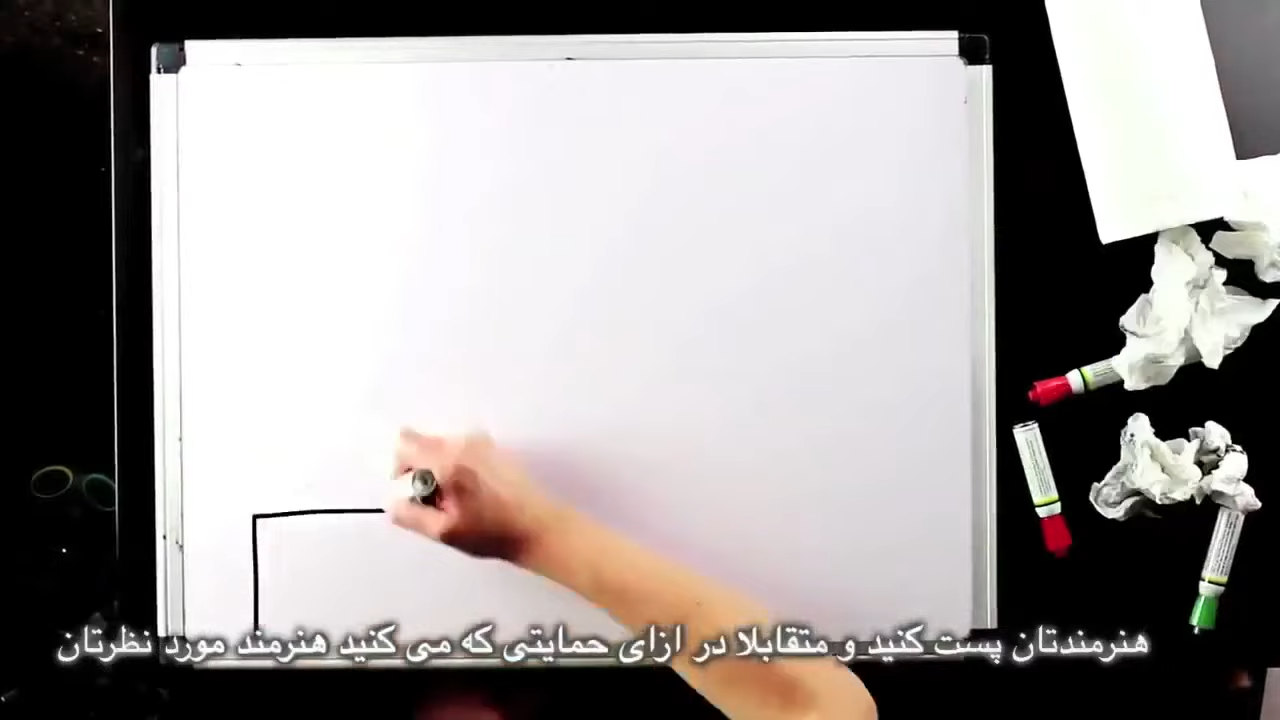 هنرمندتان پست کنید و متقابلا در ازای حمایتی که می کنید هنرمند مورد نظرتان